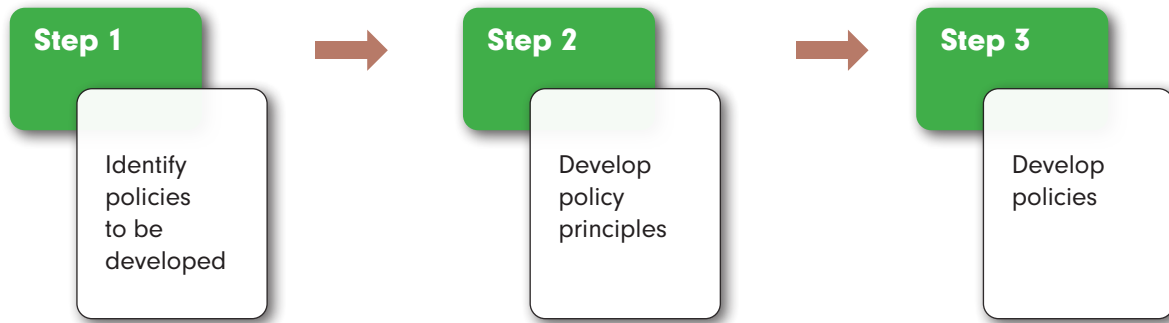 Step 1
Identify
policies
to be
developed
Step 2
Develop
policy
principles
Step 3
Develop
policies